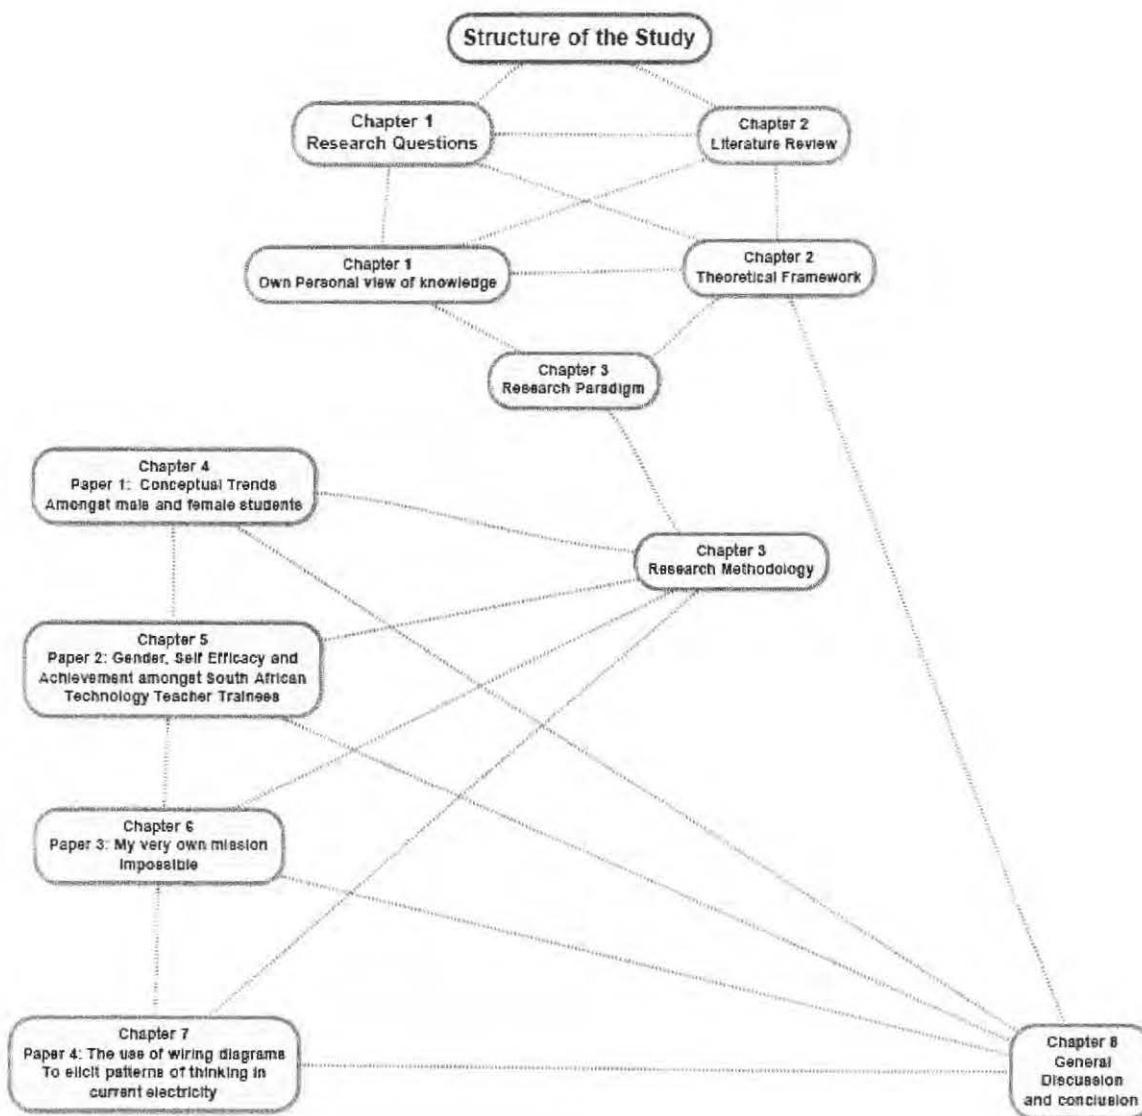 Structure of the Study
Chapter 1
Research Questions
Chapter 2
Literature Review
Chapter 1
Own Personal view of knowledge
Chapter 2
Theoretical Framework
Chapter 3
Research Paradigm
Chapter 4
Paper 1: Conceptual Trends
Amongst male and female students
Chapter 3
Research Methodology
Chapter 5
Paper 2: Gender, Self Efficacy and
Achievement amongst South African
Technology Teacher Trainees
Chapter 6
Paper 3: My very own mission
Impossible
Chapter 7
Paper 4: The use of wiring diagrams
To elicit patterns of thinking in
current electricity
Chapter 8
General
Discussion
and conclusion